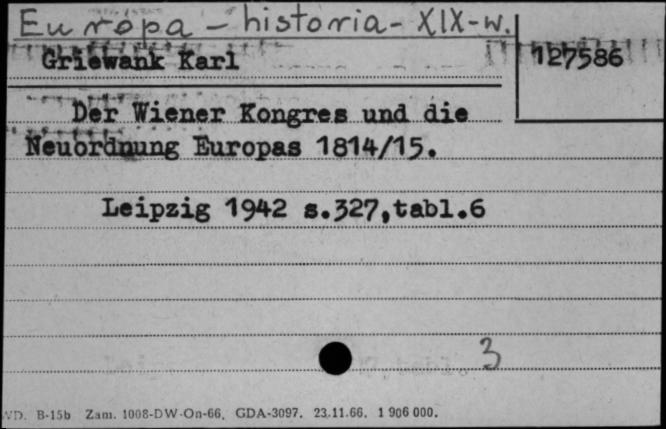 Europa - historia - XIX-w.
Griewank Karl
127586
Der Wiener Kongres und die
Neuordnung Europas 1814/15.
Leipzig 1942 s.327,tabl.6
3
B-15b Zam. 1008-DW-On-66. GDA-3097. 23.11.66. 1 906 000.